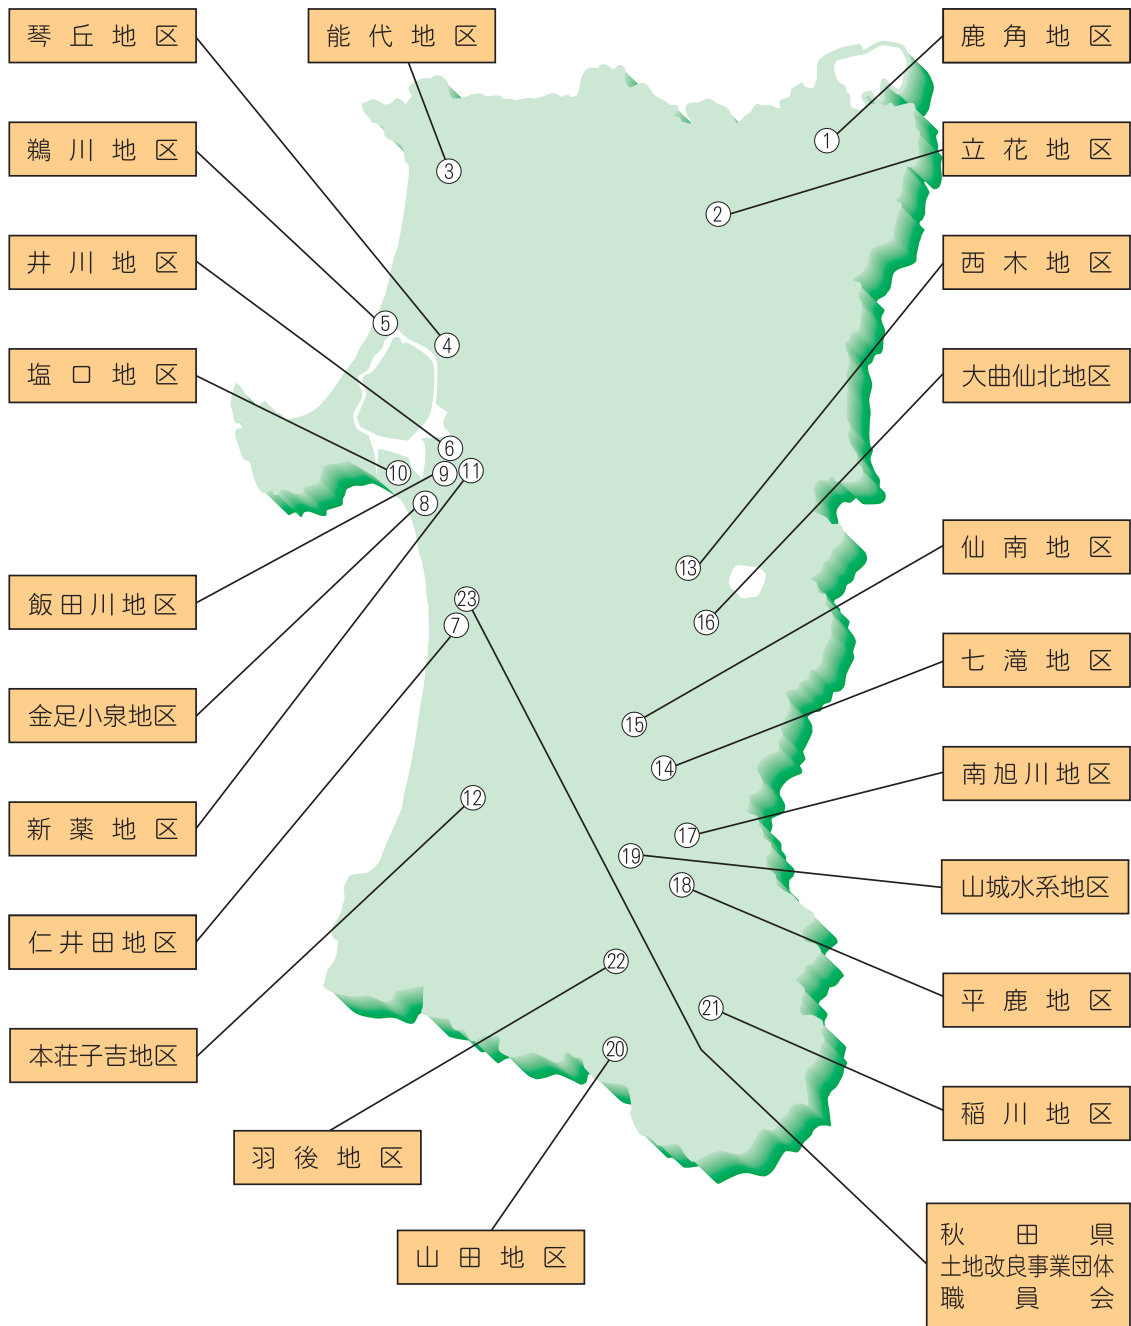 琴丘地区
能代地区
鹿角地区
鵜川地区
立花地区
井川地区
西木地区
塩口地区
大曲仙北地区
仙南地区
飯田川地区
七滝地区
金足小泉地区
南旭川地区
新薬地区
山城水系地区
仁井田地区
平鹿地区
本荘子吉地区
稲川地区
羽後地区
山田地区
秋田県
土地改良事業団体
職員会
①
③
②
⑤
④
⑥
⑪
⑩
⑨
⑧
⑬
㉓
⑯
⑦
⑮
⑭
⑫
⑰
⑲
⑱
㉒
㉑
⑳